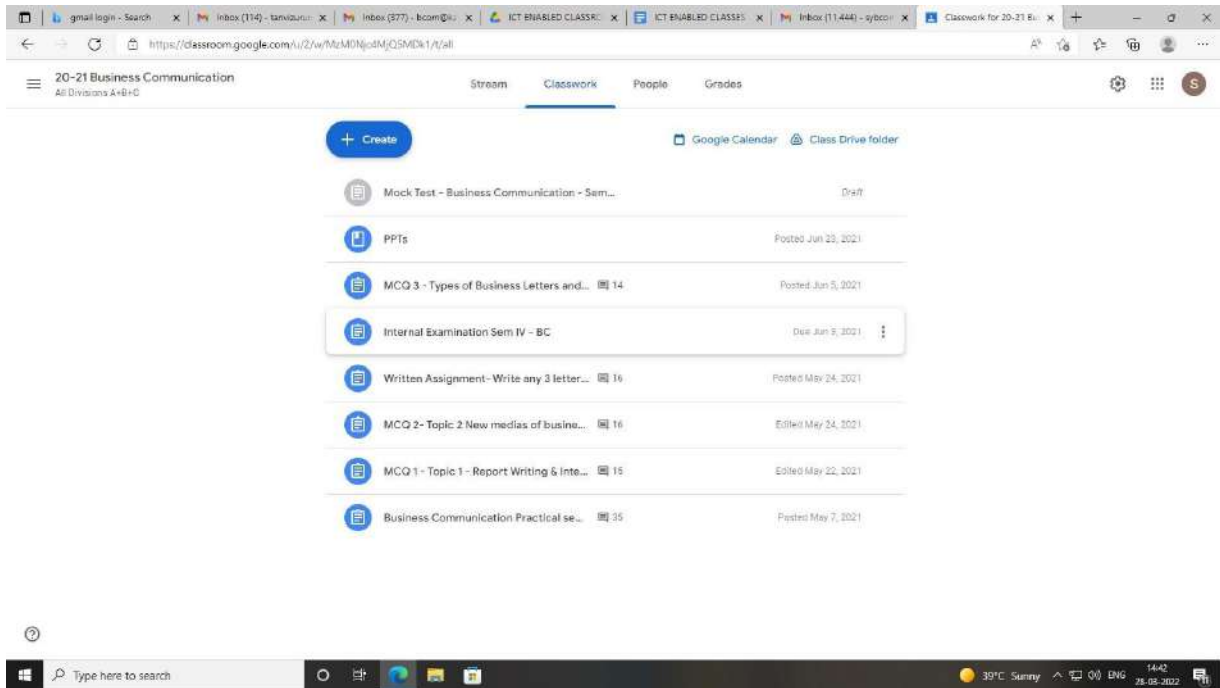 gmail login - Search
Inbox (114) - tanvizuru
Inbox (877) - bcom@
ICT ENABLED CLASSRC
ICT ENABLED CLASSES
Inbox (11,444) - sybcom
Classwork for 20-21 Bu
https://classroom.google.com/u/2/w/
/t/all
20-21 Business Communication
All Divisions A+B+C
Stream Classwork People Grades
S
+ Create
Google Calendar Class Drive folder
Mock Test - Business Communication - Sem... Draft
PPTs Posted Jun 23, 2021
MCQ 3 - Types of Business Letters and... 14 Posted Jun 5, 2021
Internal Examination Sem IV - BC Due Jun 9, 2021
Written Assignment- Write any 3 letter... 16 Posted May 24, 2021
MCQ 2- Topic 2 New medias of busine... 16 Edited May 24, 2021
MCQ 1 - Topic 1 - Report Writing & Inte... 15 Edited May 22, 2021
Business Communication Practical se... 35 Posted May 7, 2021
Type here to search
39°C Sunny ENG
14:42
28-03-2022